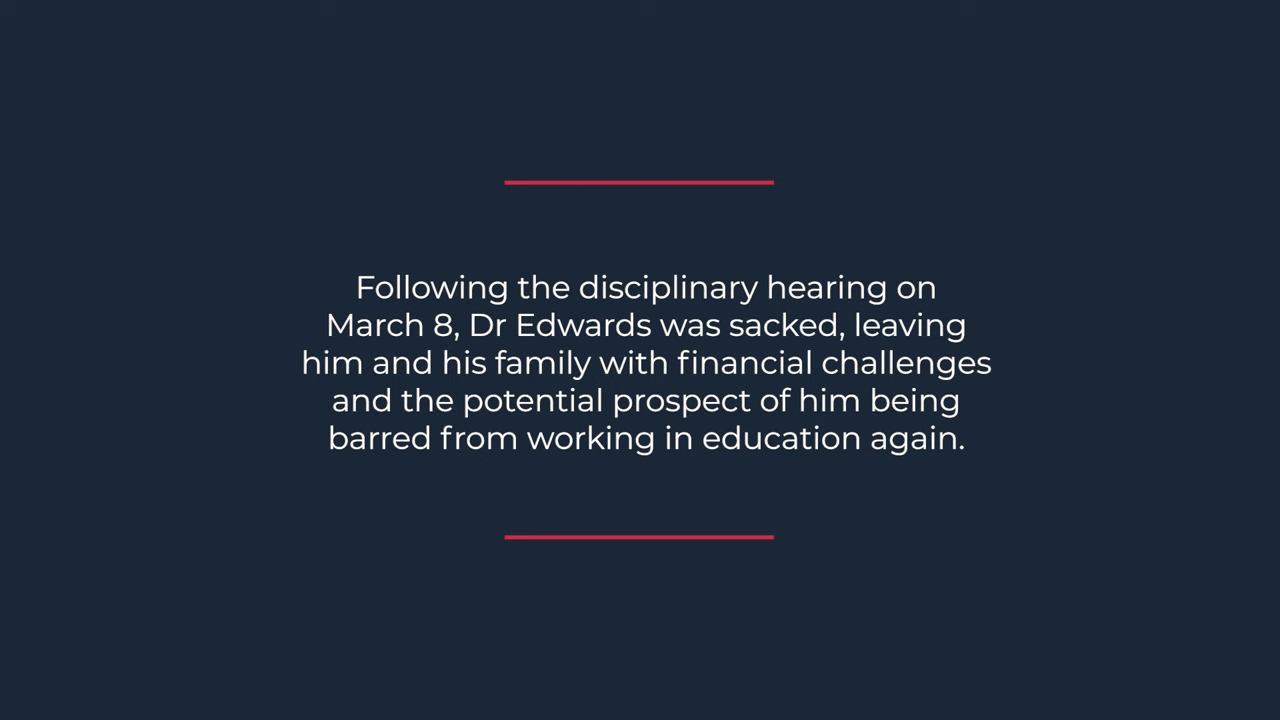 Following the disciplinary hearing on
March 8, Dr Edwards was sacked, leaving
him and his family with financial challenges
and the potential prospect of him being
barred from working in education again.